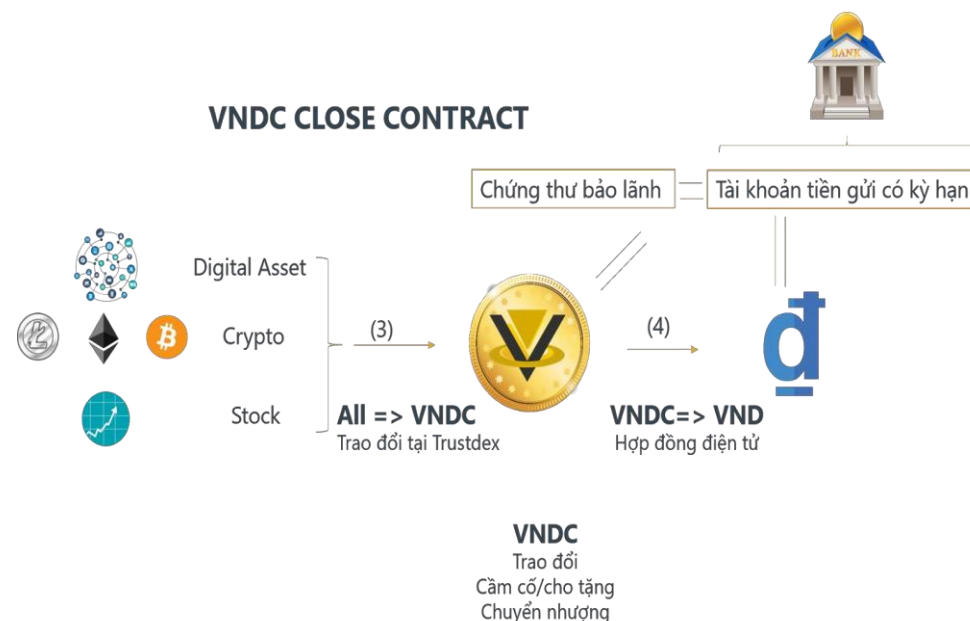 BANK
VNDC CLOSE CONTRACT
Chứng thư bảo lãnh
Tài khoản tiền gửi có kỳ hạn
Digital Asset
Crypto
Stock
(3)
All => VNDC
Trao đổi tại Trustdex
(4)
VNDC=> VND
Hợp đồng điện tử
đ
VNDC
Trao đổi
Cầm cố/cho tặng
Chuyển nhượng